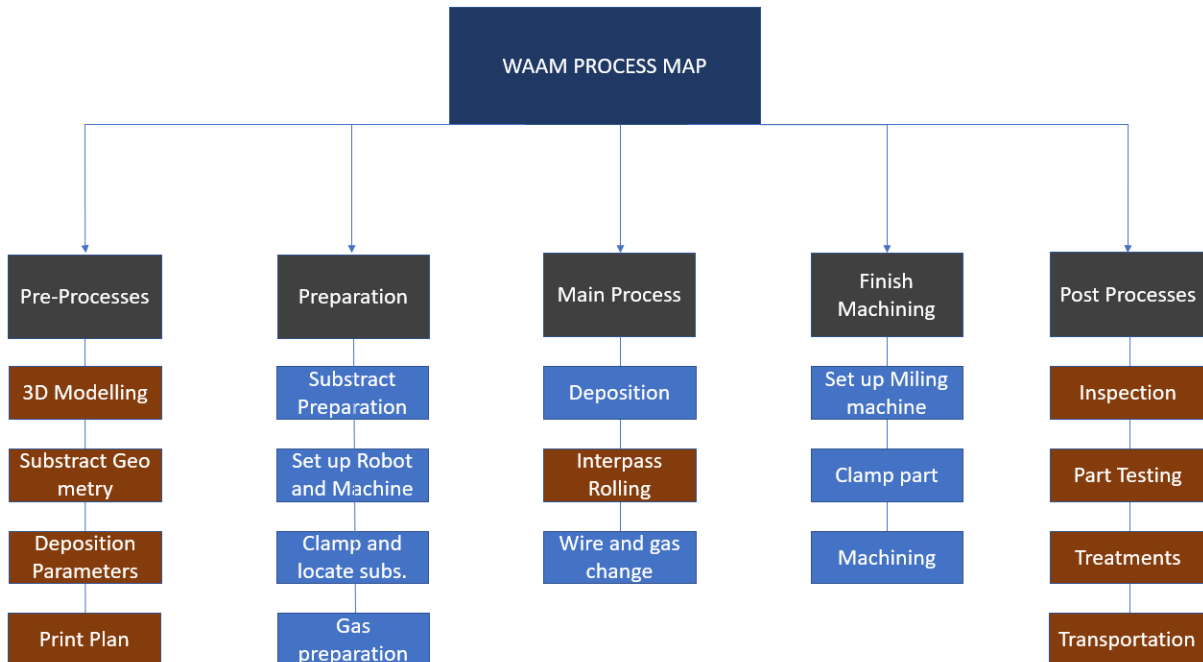 WAAM PROCESS MAP
Pre-Processes
3D Modelling
Substract Geo
metry
Deposition
Parameters
Print Plan
Preparation
Substract
Preparation
Set up Robot
and Machine
Clamp and
locate subs.
Gas
preparation
Main Process
Deposition
Interpass
Rolling
Wire and gas
change
Finish
Machining
Set up Miling
machine
Clamp part
Machining
Post Processes
Inspection
Part Testing
Treatments
Transportation